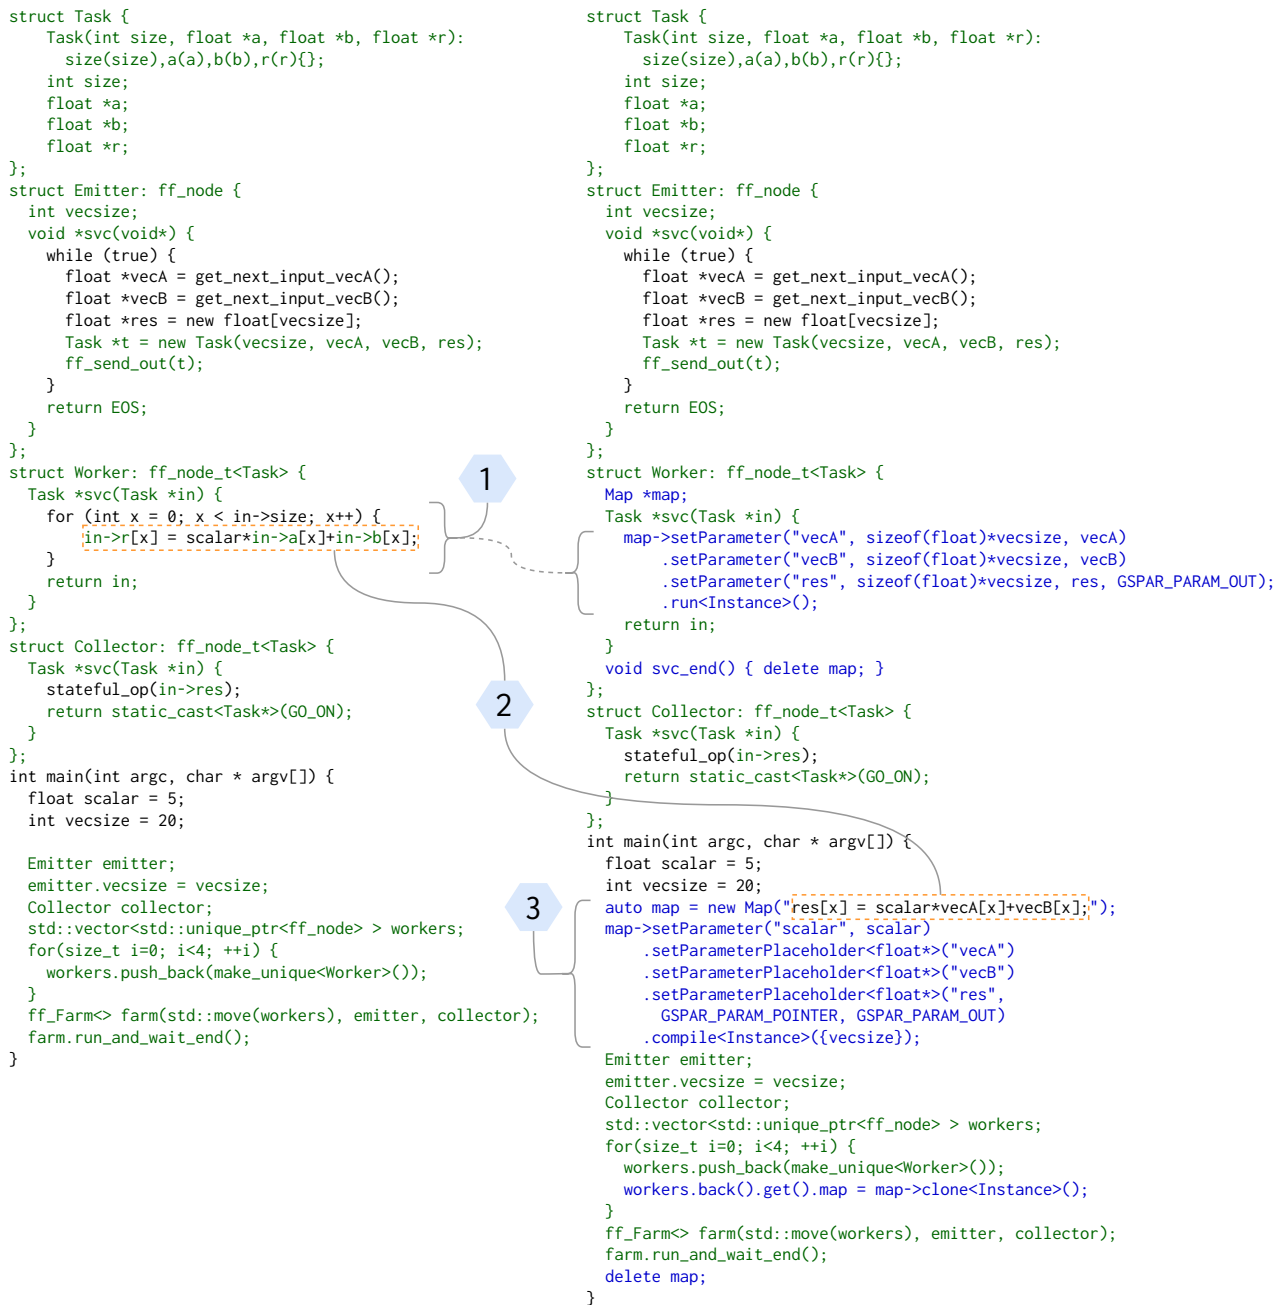 struct Task {
    Task(int size, float *a, float *b, float *r):
      size(size),a(a),b(b),r(r){};
    int size;
    float *a;
    float *b;
    float *r;
};
struct Emitter: ff_node {
  int vecsize;
  void *svc(void*) {
    while (true) {
      float *vecA = get_next_input_vecA();
      float *vecB = get_next_input_vecB();
      float *res = new float[vecsize];
      Task *t = new Task(vecsize, vecA, vecB, res);
      ff_send_out(t);
    }
    return EOS;
  }
};
struct Worker: ff_node_t<Task> {
  Task *svc(Task *in) {
    for (int x = 0; x < in->size; x++) {
        in->r[x] = scalar*in->a[x]+in->b[x];
    }
    return in;
  }
};
struct Collector: ff_node_t<Task> {
  Task *svc(Task *in) {
    stateful_op(in->res);
    return static_cast<Task*>(GO_ON);
  }
};
int main(int argc, char * argv[]) {
  float scalar = 5;
  int vecsize = 20;

  Emitter emitter;
  emitter.vecsize = vecsize;
  Collector collector;
  std::vector<std::unique_ptr<ff_node> > workers;
  for(size_t i=0; i<4; ++i) {
    workers.push_back(make_unique<Worker>());
  }
  ff_Farm<> farm(std::move(workers), emitter, collector);
  farm.run_and_wait_end();
}
1
2
3
struct Task {
    Task(int size, float *a, float *b, float *r):
      size(size),a(a),b(b),r(r){};
    int size;
    float *a;
    float *b;
    float *r;
};
struct Emitter: ff_node {
  int vecsize;
  void *svc(void*) {
    while (true) {
      float *vecA = get_next_input_vecA();
      float *vecB = get_next_input_vecB();
      float *res = new float[vecsize];
      Task *t = new Task(vecsize, vecA, vecB, res);
      ff_send_out(t);
    }
    return EOS;
  }
};
struct Worker: ff_node_t<Task> {
  Map *map;
  Task *svc(Task *in) {
    map->setParameter("vecA", sizeof(float)*vecsize, vecA)
        .setParameter("vecB", sizeof(float)*vecsize, vecB)
        .setParameter("res", sizeof(float)*vecsize, res, GSPAR_PARAM_OUT);
        .run<Instance>();
    return in;
  }
  void svc_end() { delete map; }
};
struct Collector: ff_node_t<Task> {
  Task *svc(Task *in) {
    stateful_op(in->res);
    return static_cast<Task*>(GO_ON);
  }
};
int main(int argc, char * argv[]) {
  float scalar = 5;
  int vecsize = 20;
  auto map = new Map("res[x] = scalar*vecA[x]+vecB[x];");
  map->setParameter("scalar", scalar)
      .setParameterPlaceholder<float*>("vecA")
      .setParameterPlaceholder<float*>("vecB")
      .setParameterPlaceholder<float*>("res",
        GSPAR_PARAM_POINTER, GSPAR_PARAM_OUT)
      .compile<Instance>({vecsize});
  Emitter emitter;
  emitter.vecsize = vecsize;
  Collector collector;
  std::vector<std::unique_ptr<ff_node> > workers;
  for(size_t i=0; i<4; ++i) {
    workers.push_back(make_unique<Worker>());
    workers.back().get().map = map->clone<Instance>();
  }
  ff_Farm<> farm(std::move(workers), emitter, collector);
  farm.run_and_wait_end();
  delete map;
}